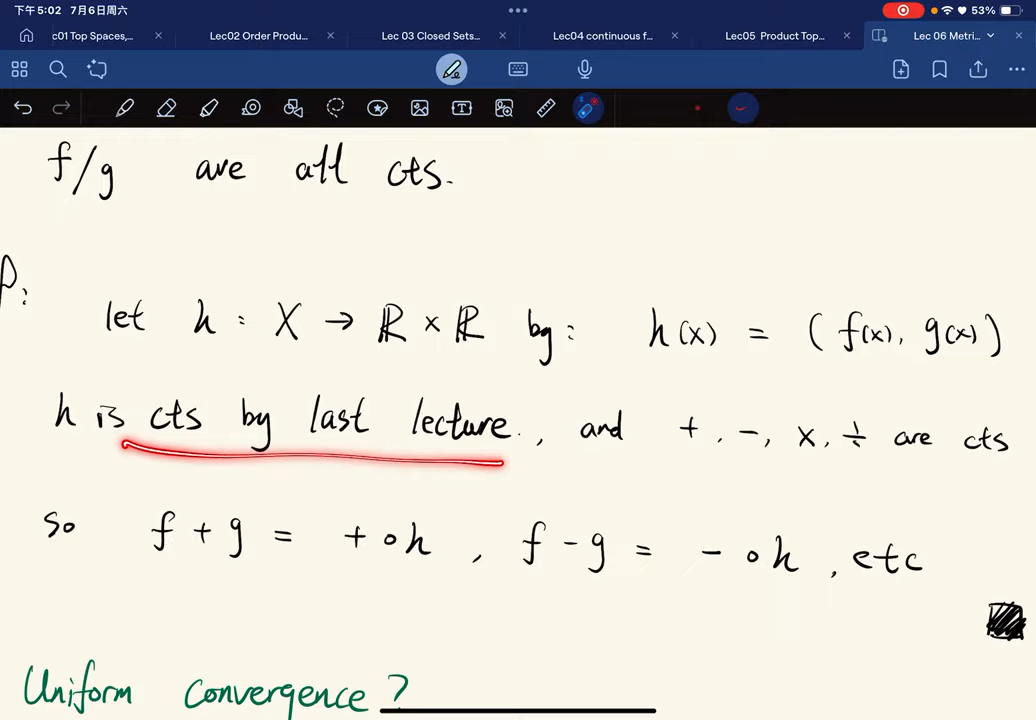 下午5:02 7月6日周六
53%
c01 Top Spaces,... Lec02 Order Produ... Lec 03 Closed Sets... Lec04 continuous f... Lec05 Product Top... Lec 06 Metri...
f/g are all cts.
P:
let h : X → ℝ × ℝ by: h(x) = (f(x), g(x))
h is cts by last lecture., and +, -, ×, ÷ are cts
so f + g = + ∘ h, f - g = - ∘ h, etc
Uniform convergence?